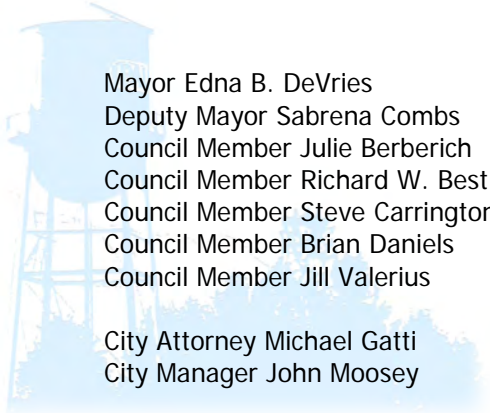 Mayor Edna B. DeVries
Deputy Mayor Sabrena Combs
Council Member Julie Berberich
Council Member Richard W. Best
Council Member Steve Carrington
Council Member Brian Daniels
Council Member Jill Valerius
City Attorney Michael Gatti
City Manager John Moosey